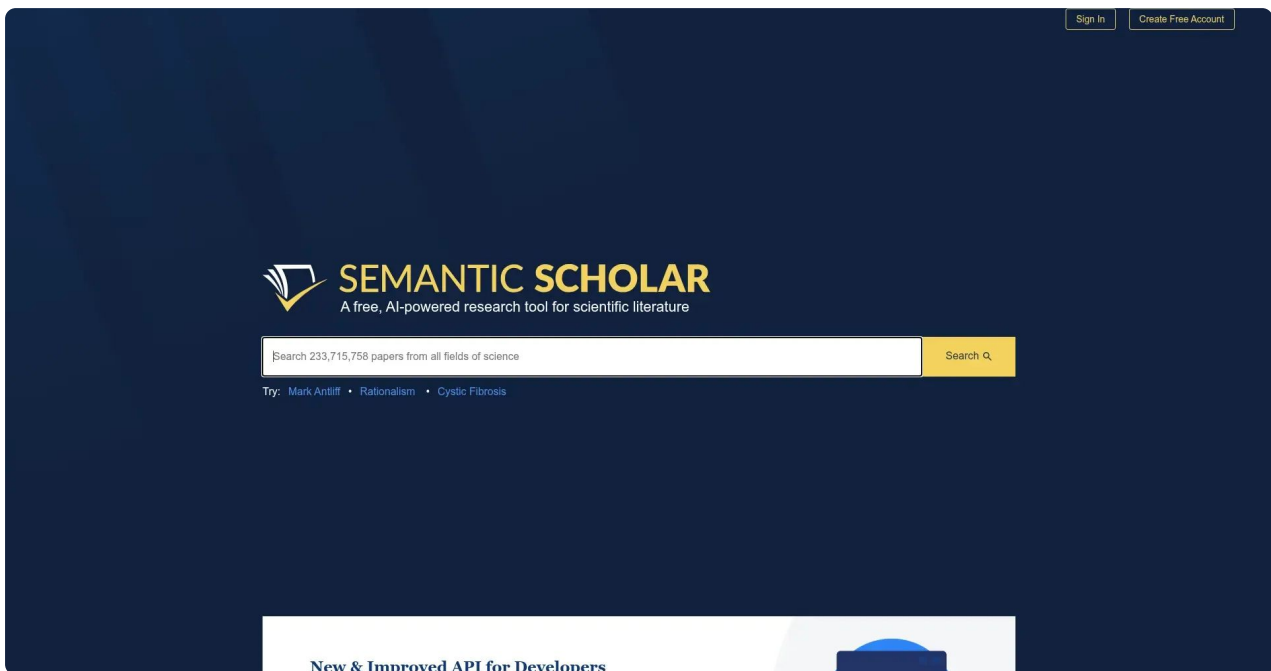 Sign In
Create Free Account
SEMANTIC SCHOLAR
A free, AI-powered research tool for scientific literature
Search 233,715,758 papers from all fields of science
Search
Try: Mark Antliff • Rationalism • Cystic Fibrosis
New & Improved API for Developers